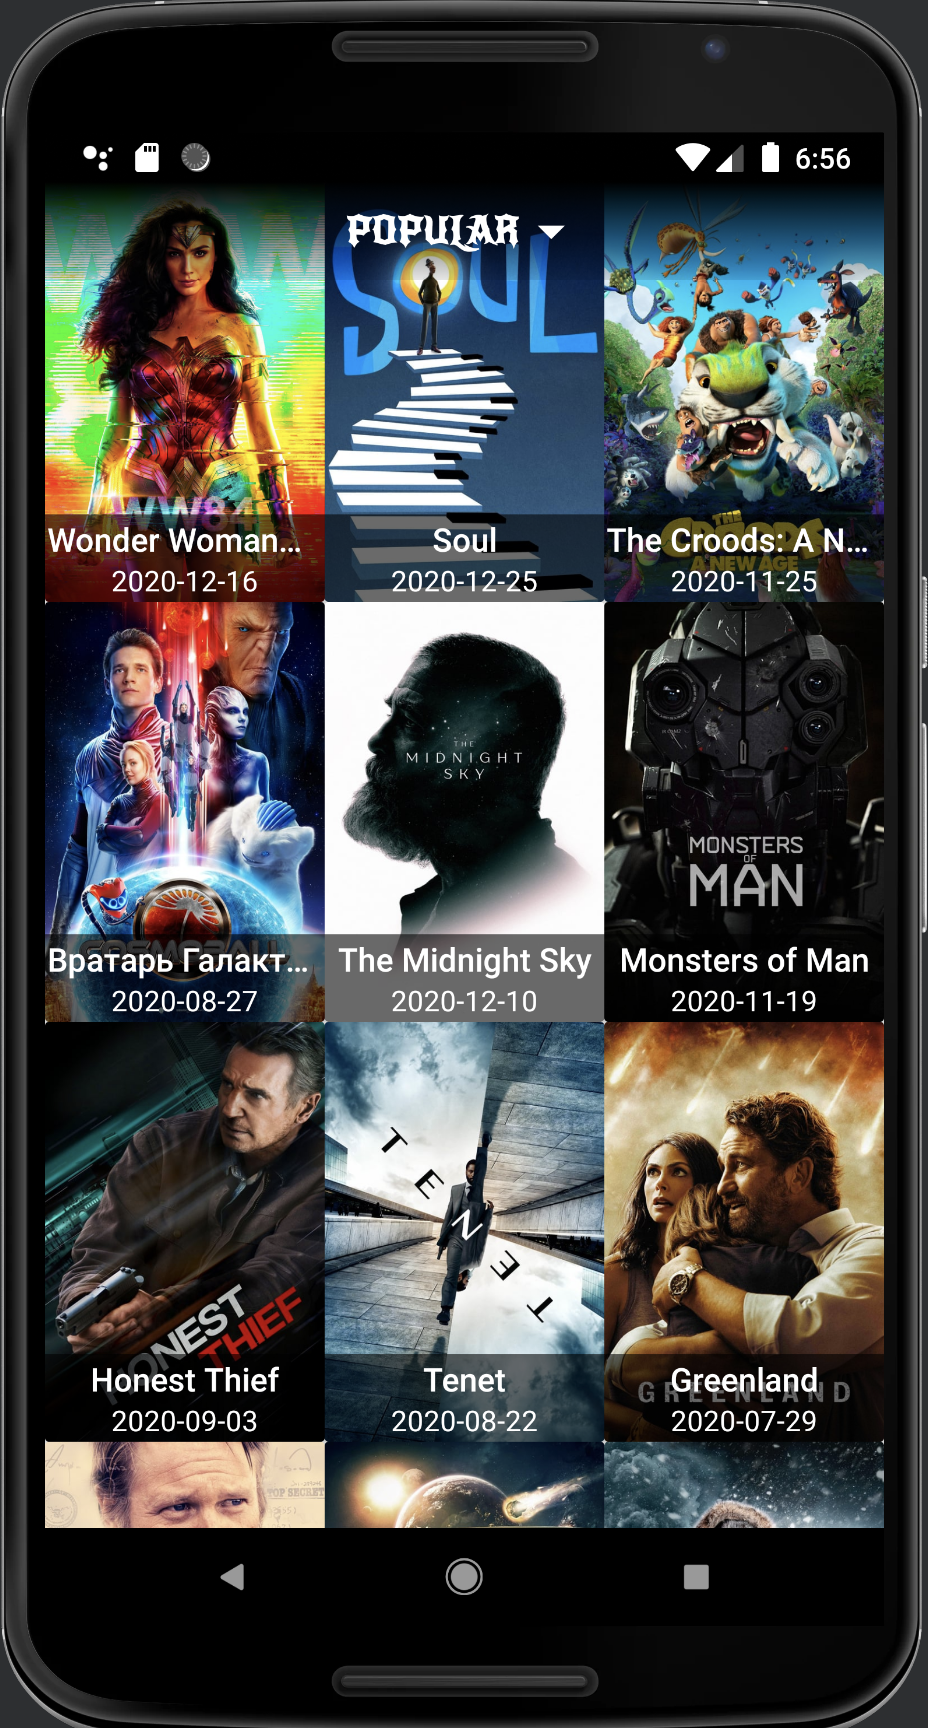 6:56
POPULAR
SOUL
WW84
Wonder Woman...
2020-12-16
Soul
2020-12-25
THE
CROODS
A NEW AGE
The Croods: A N...
2020-11-25
COSMOBALL
Вратарь Галакт...
2020-08-27
THE
MIDNIGHT
SKY
The Midnight Sky
2020-12-10
MONSTERS
OF
MAN
Monsters of Man
2020-11-19
HONEST
THIEF
Honest Thief
2020-09-03
TENET
Tenet
2020-08-22
GREENLAND
Greenland
2020-07-29
TOP SECRET